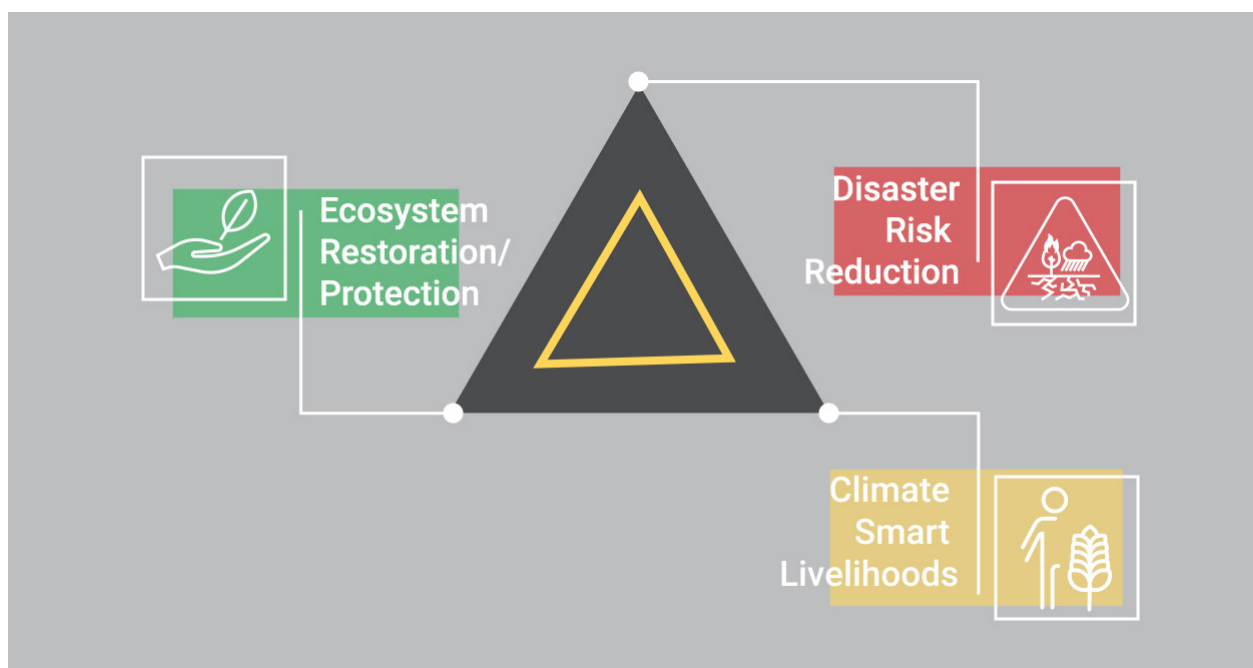 Ecosystem
Restoration/
Protection
Disaster
Risk
Reduction
Climate
Smart
Livelihoods